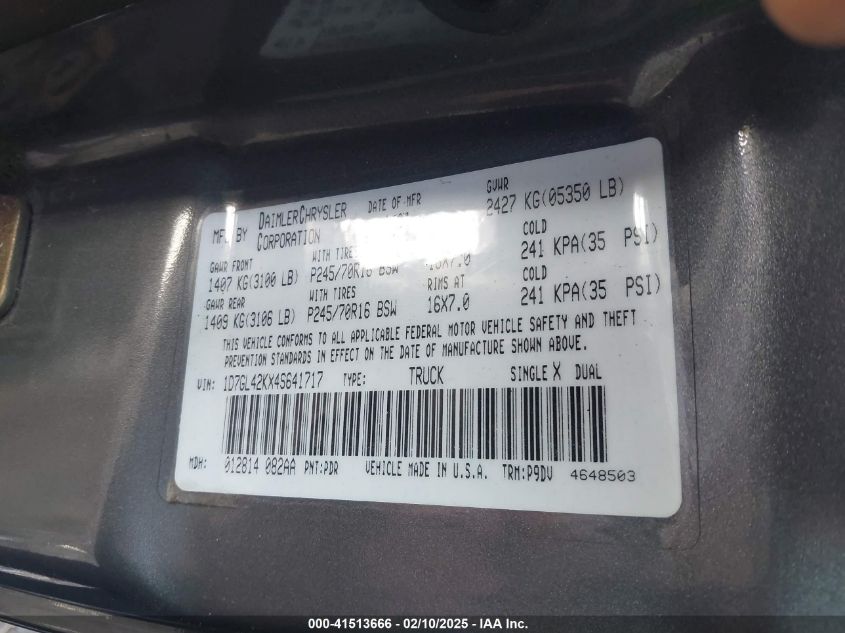 MFD BY DAIMLERCHRYSLER CORPORATION DATE OF MFR GVWR
2427 KG(05350 LB)
GAWR FRONT WITH TIRES COLD
1407 KG(3100 LB) P245/70R16 BSW 16X7.0 241 KPA(35 PSI)
GAWR REAR WITH TIRES RIMS AT COLD
1409 KG(3106 LB) P245/70R16 BSW 16X7.0 241 KPA(35 PSI)
THIS VEHICLE CONFORMS TO ALL APPLICABLE FEDERAL MOTOR VEHICLE SAFETY AND THEFT
PREVENTION STANDARDS IN EFFECT ON THE DATE OF MANUFACTURE SHOWN ABOVE.
VIN: 1D7GL42KX4S641717 TYPE: TRUCK SINGLE X DUAL
MDH: 012814 082AA PNT:PDR VEHICLE MADE IN U.S.A. TRM:P9DV 4648503
000-41513666 - 02/10/2025 - IAA Inc.